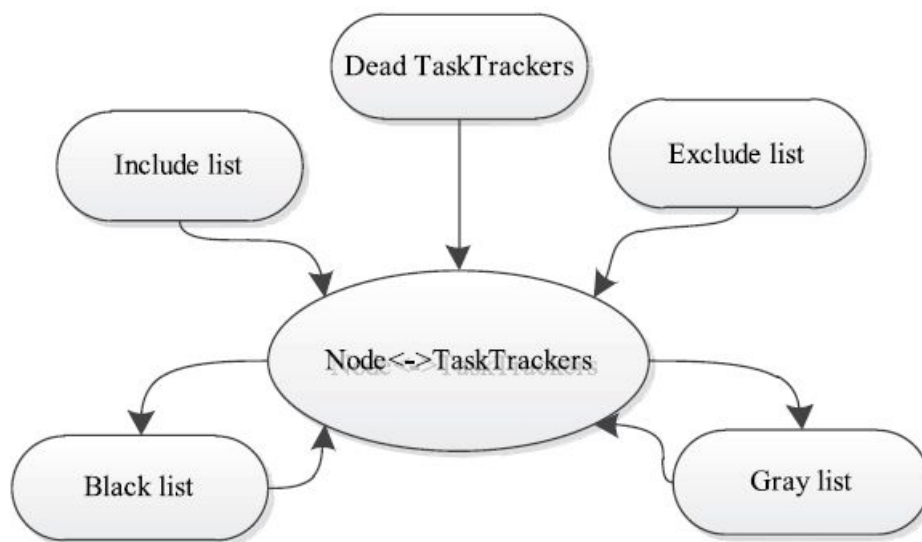 Dead TaskTrackers
Include list
Exclude list
Node<->TaskTrackers
Black list
Gray list